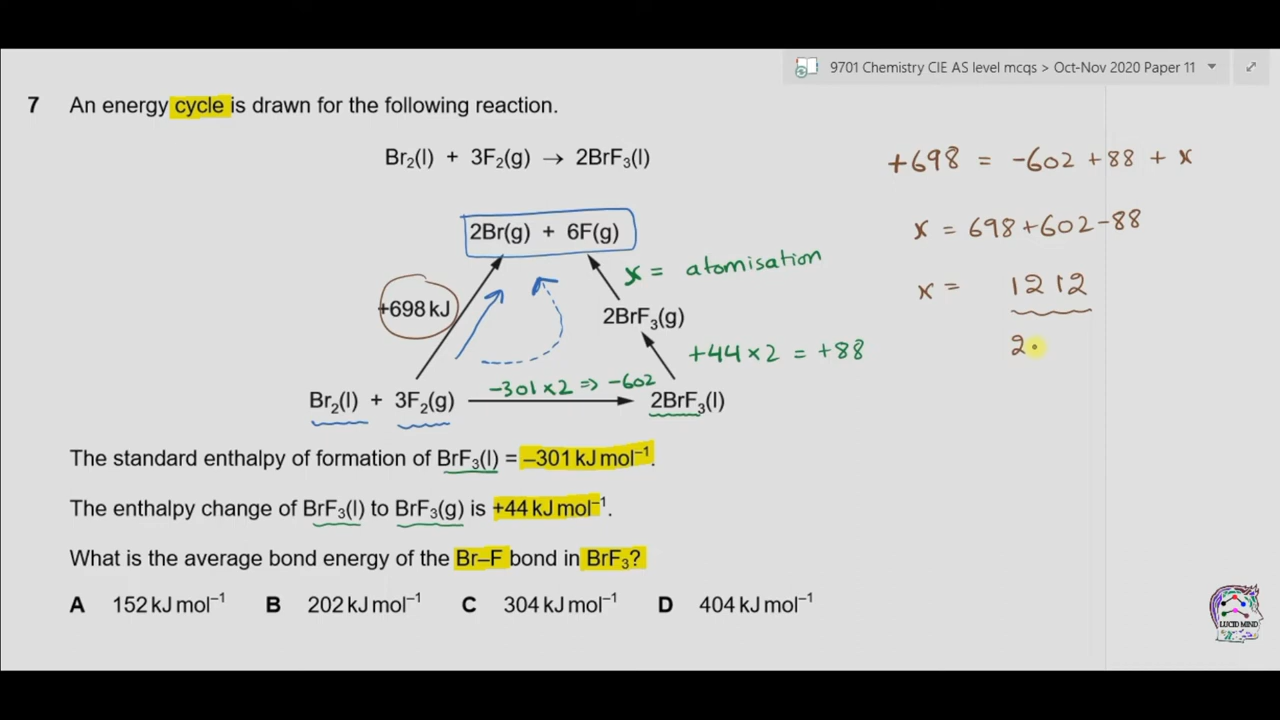 9701 Chemistry CIE AS level mcqs > Oct-Nov 2020 Paper 11
7 An energy cycle is drawn for the following reaction.
Br₂(l) + 3F₂(g) → 2BrF₃(l)
+698 = -602 +88 + x
x = 698+602-88
2Br(g) + 6F(g)
x = atomisation
x = 1212
+698 kJ
2BrF₃(g)
2
+44 × 2 = +88
-301 × 2 => -602
Br₂(l) + 3F₂(g)
2BrF₃(l)
The standard enthalpy of formation of BrF₃(l) = –301 kJ mol⁻¹.
The enthalpy change of BrF₃(l) to BrF₃(g) is +44 kJ mol⁻¹.
What is the average bond energy of the Br–F bond in BrF₃?
A 152 kJ mol⁻¹ B 202 kJ mol⁻¹ C 304 kJ mol⁻¹ D 404 kJ mol⁻¹
LUCID MIND